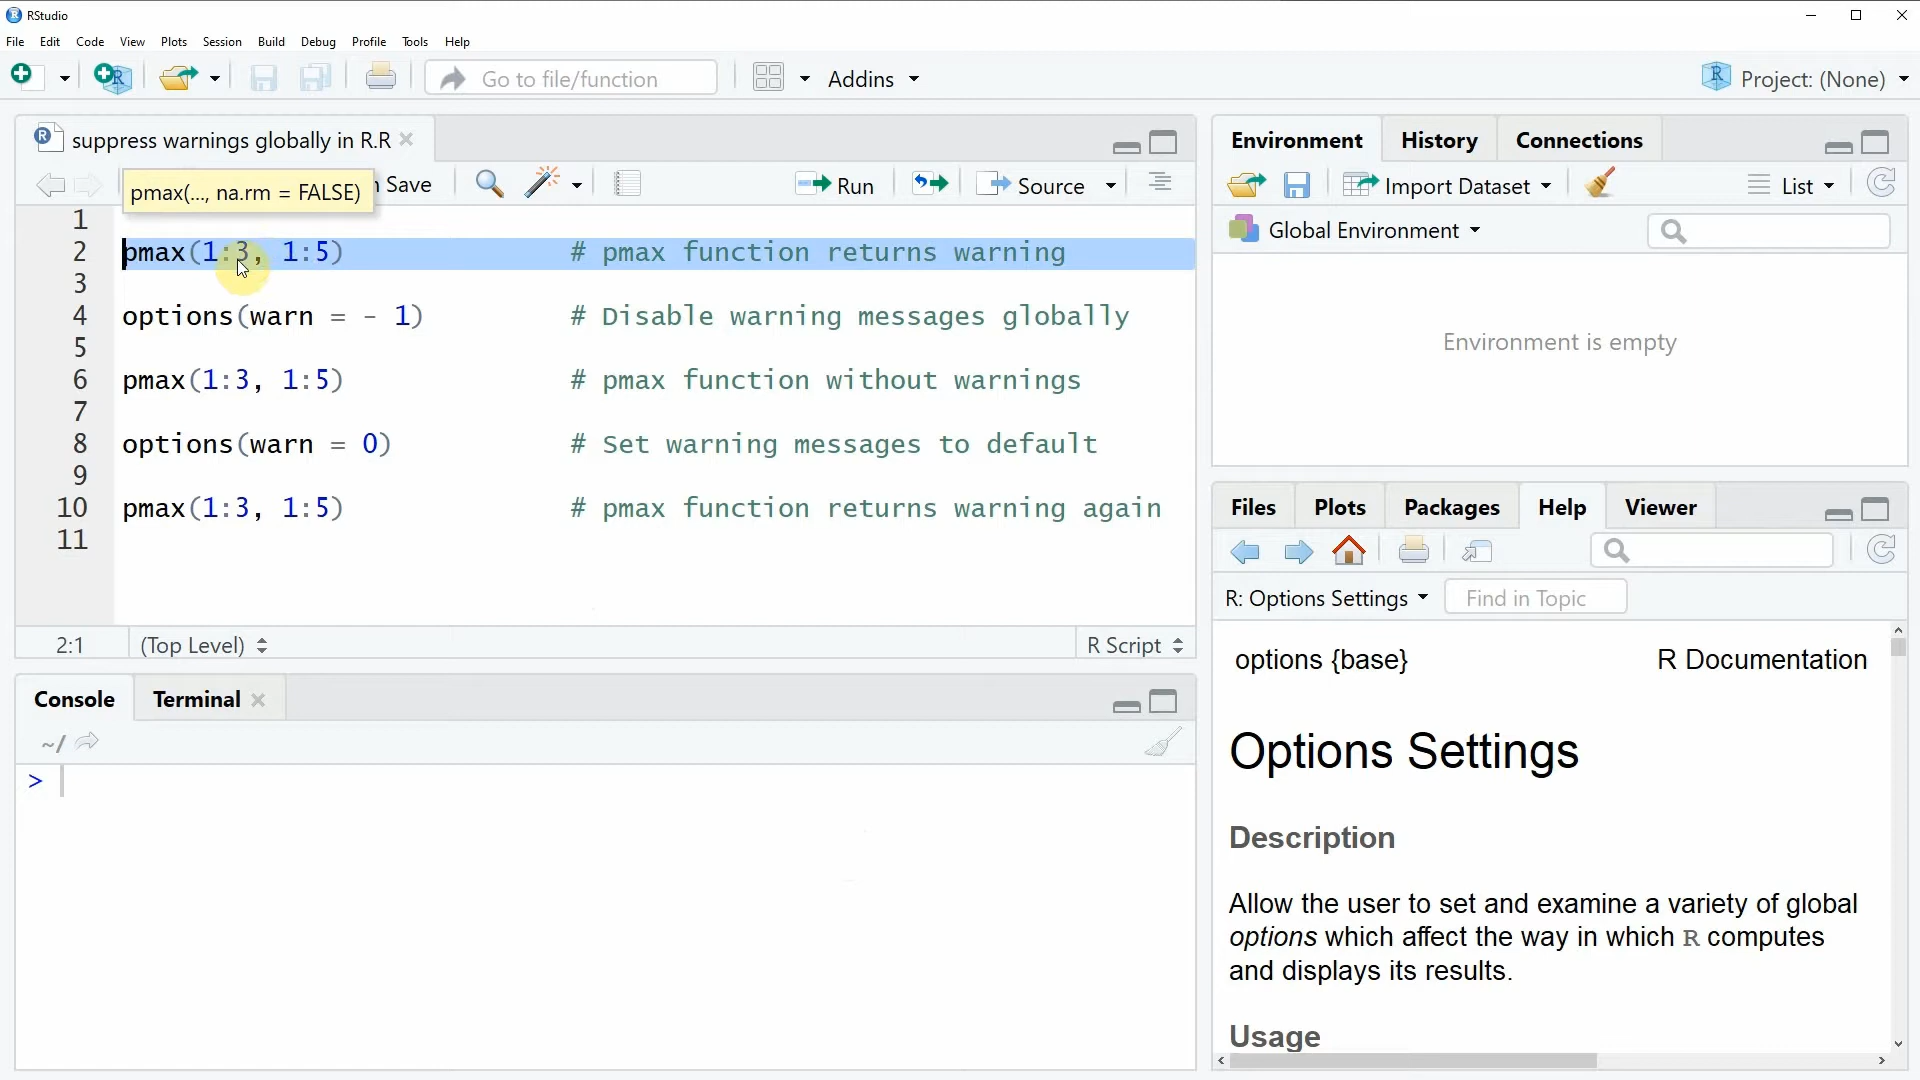 RStudio
File Edit Code View Plots Session Build Debug Profile Tools Help
Go to file/function Addins Project: (None)
suppress warnings globally in R.R
pmax(..., na.rm = FALSE) Save Run Source
1
2 pmax(1:3, 1:5) # pmax function returns warning
3
4 options(warn = - 1) # Disable warning messages globally
5
6 pmax(1:3, 1:5) # pmax function without warnings
7
8 options(warn = 0) # Set warning messages to default
9
10 pmax(1:3, 1:5) # pmax function returns warning again
11
2:1 (Top Level) R Script
Console Terminal
~/
>
Environment History Connections
Import Dataset List
Global Environment
Environment is empty
Files Plots Packages Help Viewer
R: Options Settings Find in Topic
options {base} R Documentation
Options Settings
Description
Allow the user to set and examine a variety of global
options which affect the way in which R computes
and displays its results.
Usage